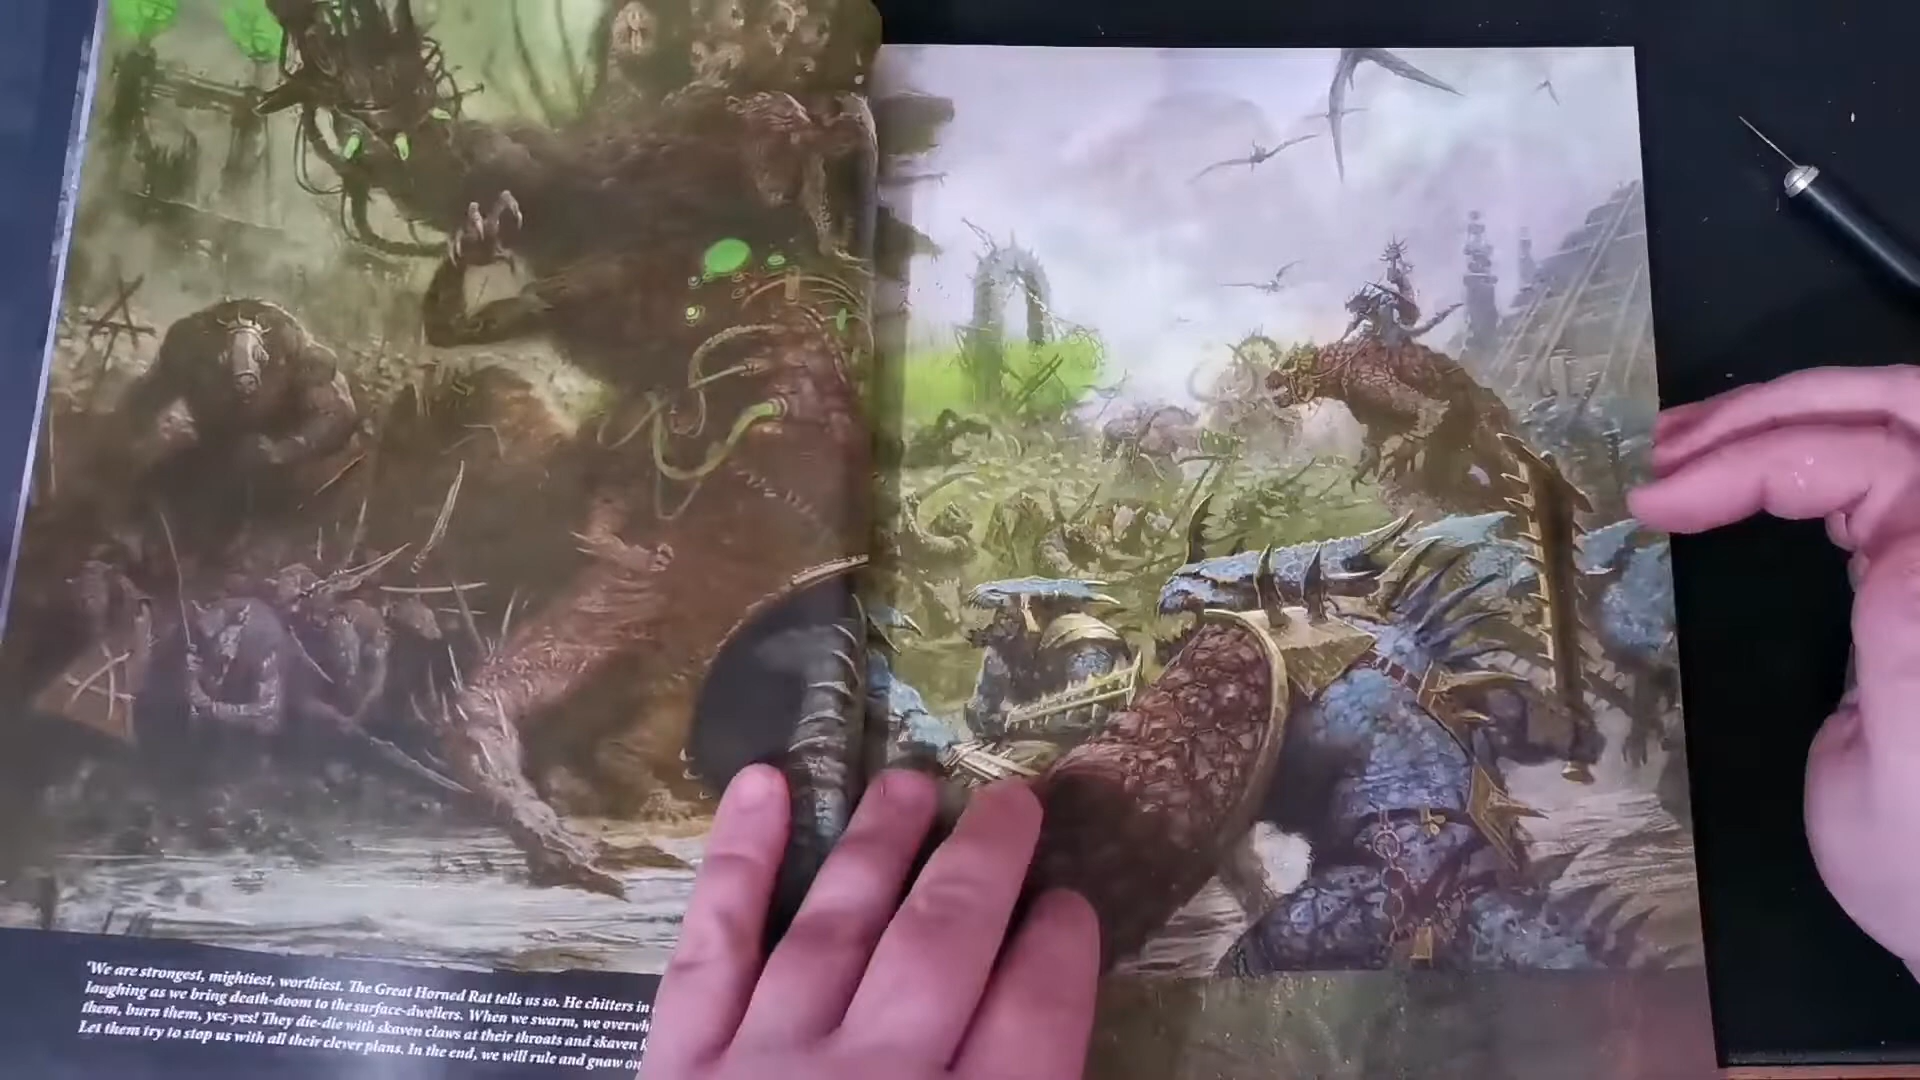 'We are strongest, mightiest, worthiest. The Great Horned Rat tells us so. He chitters in
laughing as we bring death-doom to the surface-dwellers. When we swarm, we overwh
them, burn them, yes-yes! They die-die with skaven claws at their throats and skaven
Let them try to stop us with all their clever plans. In the end, we will rule and gnaw on